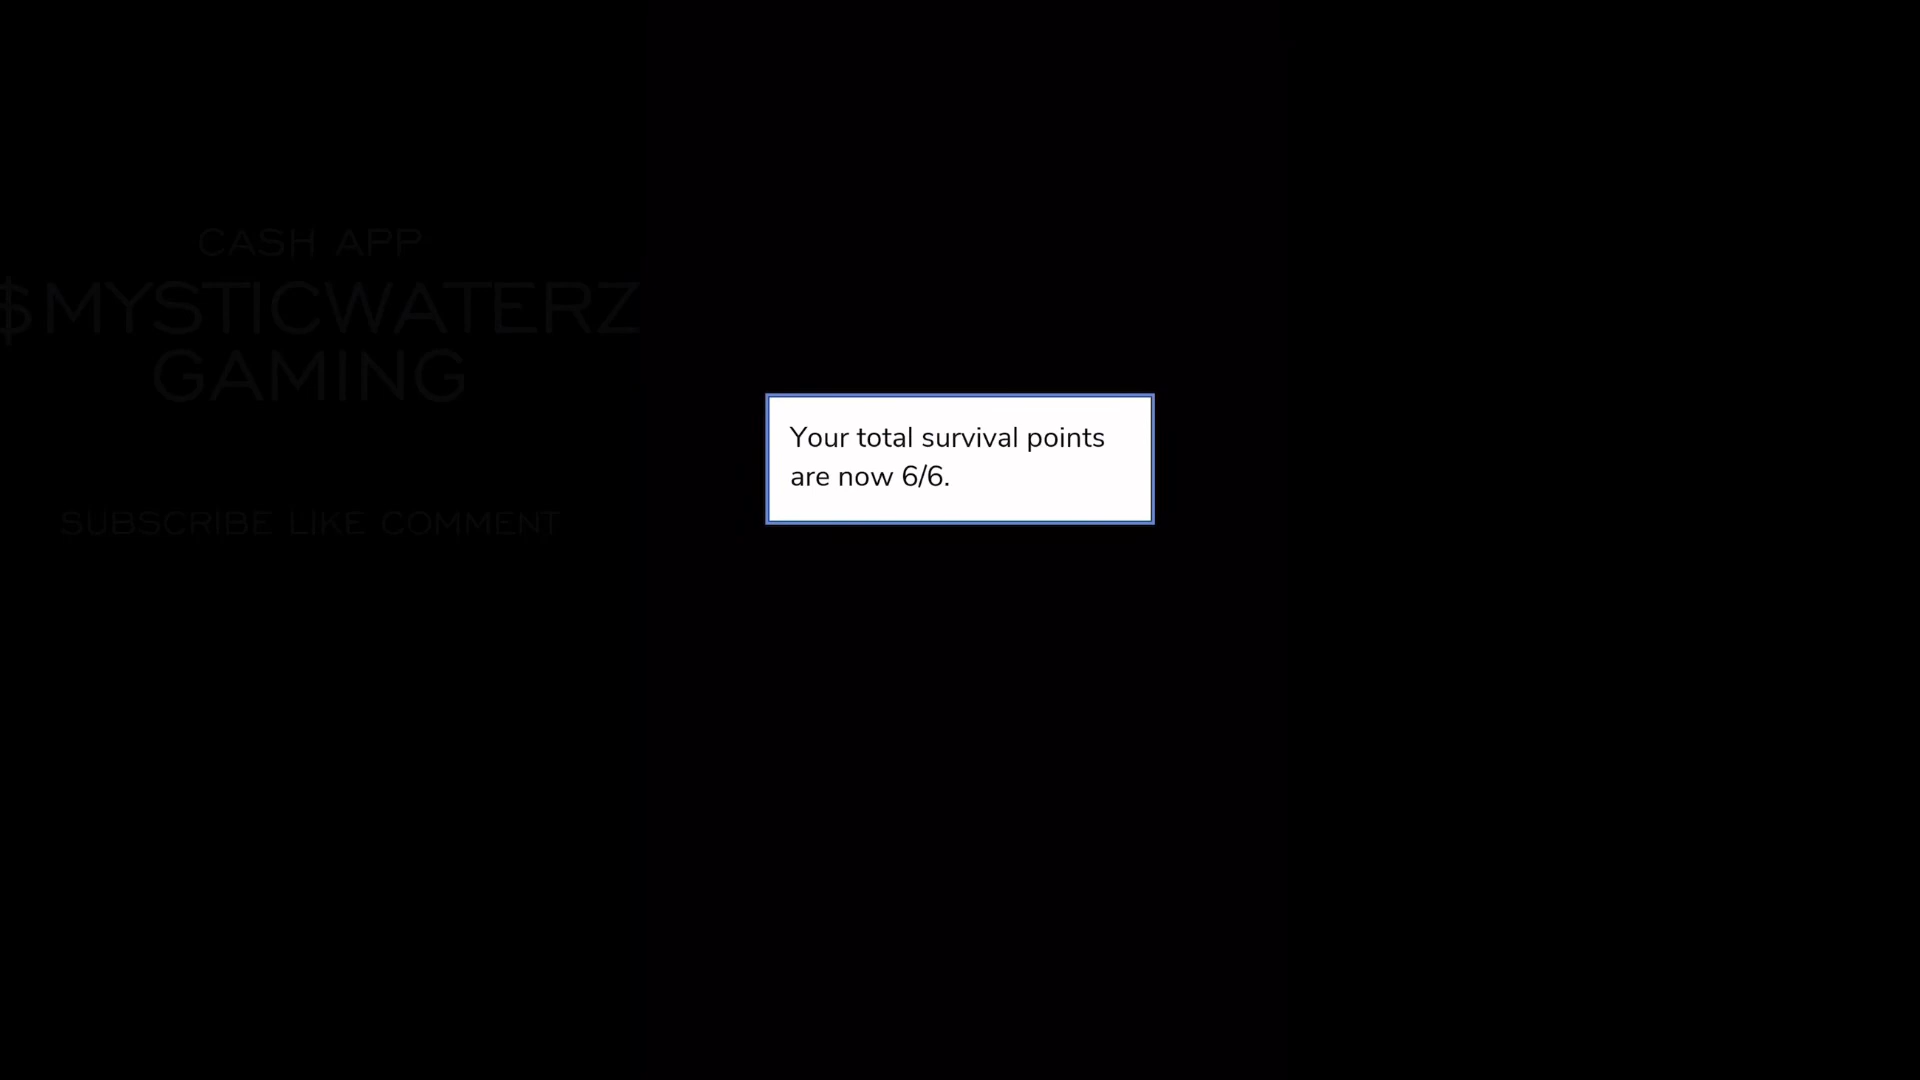 CASH APP
$MYSTICWATERZ
GAMING
SUBSCRIBE LIKE COMMENT
Your total survival points
are now 6/6.